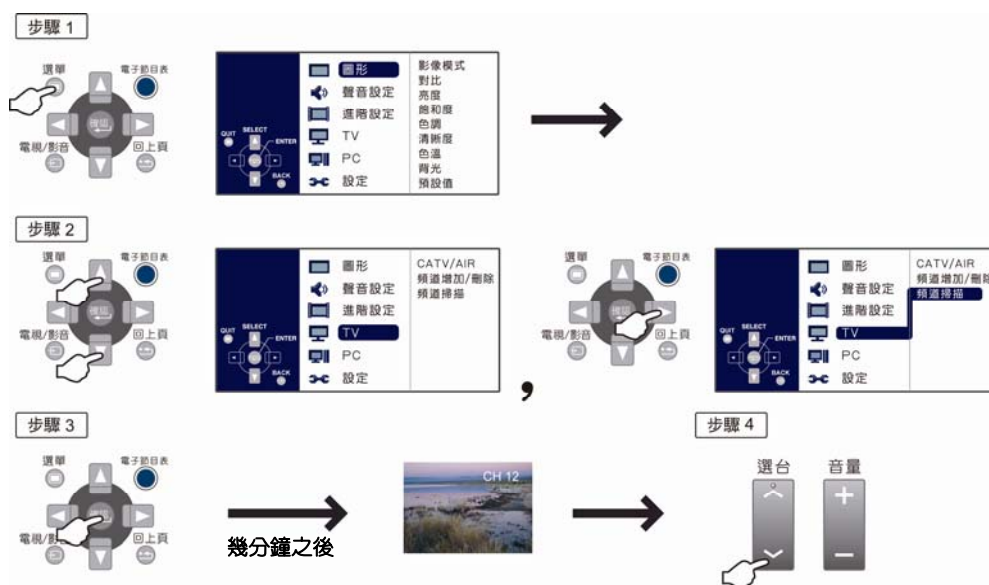 步驟 1
選單
電子節目表
確認
電視/影音
回上頁
QUIT
SELECT
ENTER
BACK
圖形
聲音設定
進階設定
TV
PC
設定
影像模式
對比
亮度
飽和度
色調
清晰度
色溫
背光
預設值
步驟 2
選單
電子節目表
確認
電視/影音
回上頁
QUIT
SELECT
ENTER
BACK
圖形
聲音設定
進階設定
TV
PC
設定
CATV/AIR
頻道增加/刪除
頻道掃描
,
選單
電子節目表
電視/影音
回上頁
QUIT
SELECT
ENTER
BACK
圖形
聲音設定
進階設定
TV
PC
設定
CATV/AIR
頻道增加/刪除
頻道掃描
步驟 3
選單
電子節目表
電視/影
回上頁
幾分鐘之後
CH 12
步驟 4
選台
音量
+
–